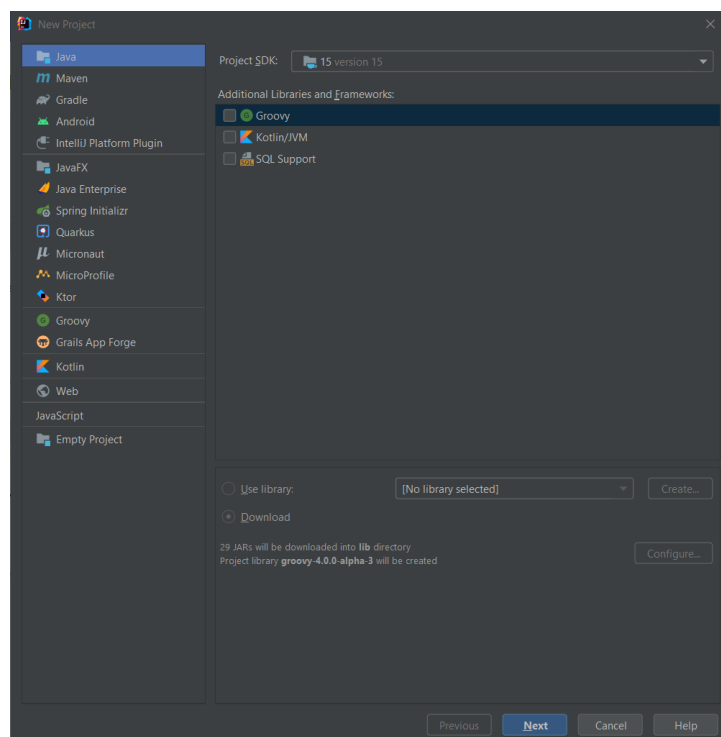 New Project
Java
Maven
Gradle
Android
IntelliJ Platform Plugin
JavaFX
Java Enterprise
Spring Initializr
Quarkus
Micronaut
MicroProfile
Ktor
Groovy
Grails App Forge
Kotlin
Web
JavaScript
Empty Project
Project SDK: 15 version 15
Additional Libraries and Frameworks:
Groovy
Kotlin/JVM
SQL Support
Use library: [No library selected] Create...
Download
29 JARs will be downloaded into lib directory
Project library groovy-4.0.0-alpha-3 will be created
Configure...
Previous Next Cancel Help